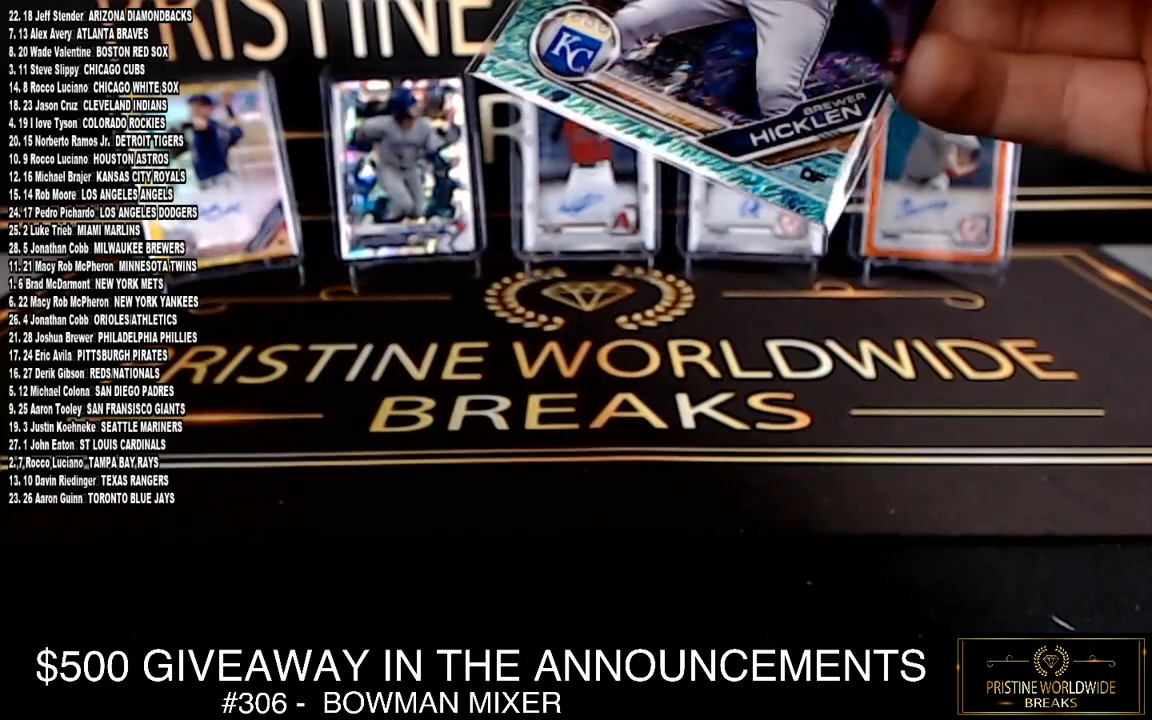 22. 18 Jeff Stender ARIZONA DIAMONDBACKS
7. 13 Alex Avery ATLANTA BRAVES
8. 20 Wade Valentine BOSTON RED SOX
3. 11 Steve Slippy CHICAGO CUBS
14. 8 Rocco Luciano CHICAGO WHITE SOX
18. 23 Jason Cruz CLEVELAND INDIANS
4. 19 I love Tyson COLORADO ROCKIES
20. 15 Norberto Ramos Jr. DETROIT TIGERS
10. 9 Rocco Luciano HOUSTON ASTROS
12. 16 Michael Brajer KANSAS CITY ROYALS
15. 14 Rob Moore LOS ANGELES ANGELS
24. 17 Pedro Pichardo LOS ANGELES DODGERS
25. 2 Luke Trieb MIAMI MARLINS
28. 5 Jonathan Cobb MILWAUKEE BREWERS
11. 21 Macy Rob McPheron MINNESOTA TWINS
1. 6 Brad McDarmont NEW YORK METS
6. 22 Macy Rob McPheron NEW YORK YANKEES
26. 4 Jonathan Cobb ORIOLES/ATHLETICS
21. 28 Joshua Brewer PHILADELPHIA PHILLIES
17. 24 Eric Avila PITTSBURGH PIRATES
16. 27 Derik Gibson REDS/NATIONALS
5. 12 Michael Colona SAN DIEGO PADRES
9. 25 Aaron Tooley SAN FRANSISCO GIANTS
19. 3 Justin Koehneke SEATTLE MARINERS
27. 1 John Eaton ST LOUIS CARDINALS
2. 7 Rocco Luciano TAMPA BAY RAYS
13. 10 Davin Riedinger TEXAS RANGERS
23. 26 Aaron Guinn TORONTO BLUE JAYS
PRISTINE
KC
BREWER
HICKLEN
OF
A
PRISTINE WORLDWIDE
BREAKS
$500 GIVEAWAY IN THE ANNOUNCEMENTS
#306 - BOWMAN MIXER
PRISTINE WORLDWIDE
BREAKS